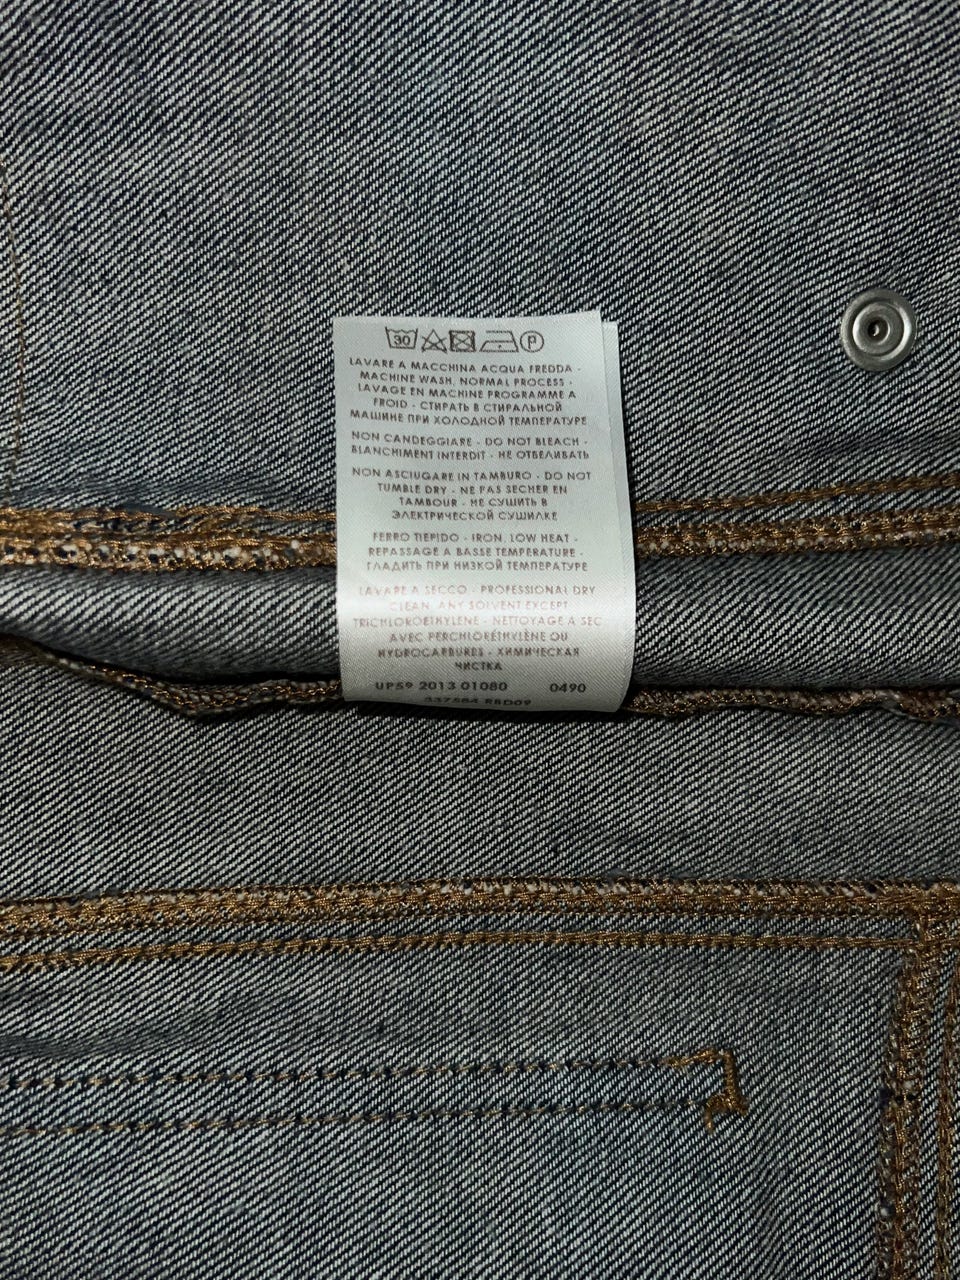 30 P
LAVARE A MACCHINA ACQUA FREDDA ·
MACHINE WASH, NORMAL PROCESS ·
LAVAGE EN MACHINE PROGRAMME A
FROID · СТИРАТЬ В СТИРАЛЬНОЙ
МАШИНЕ ПРИ ХОЛОДНОЙ ТЕМПЕРАТУРЕ
NON CANDEGGIARE · DO NOT BLEACH ·
BLANCHIMENT INTERDIT · НЕ ОТБЕЛИВАТЬ
NON ASCIUGARE IN TAMBURO · DO NOT
TUMBLE DRY · NE PAS SECHER EN
TAMBOUR · НЕ СУШИТЬ В
ЭЛЕКТРИЧЕСКОЙ СУШИЛКЕ
FERRO TIEPIDO · IRON, LOW HEAT ·
REPASSAGE A BASSE TEMPERATURE ·
ГЛАДИТЬ ПРИ НИЗКОЙ ТЕМПЕРАТУРЕ
LAVARE A SECCO · PROFESSIONAL DRY
CLEAN, ANY SOLVENT EXCEPT
TRICHLOROETHYLENE · NETTOYAGE A SEC
AVEC PERCHLORÉTHYLÈNE OU
HYDROCARBURES · ХИМИЧЕСКАЯ
ЧИСТКА
UP59 2013 01080 0490